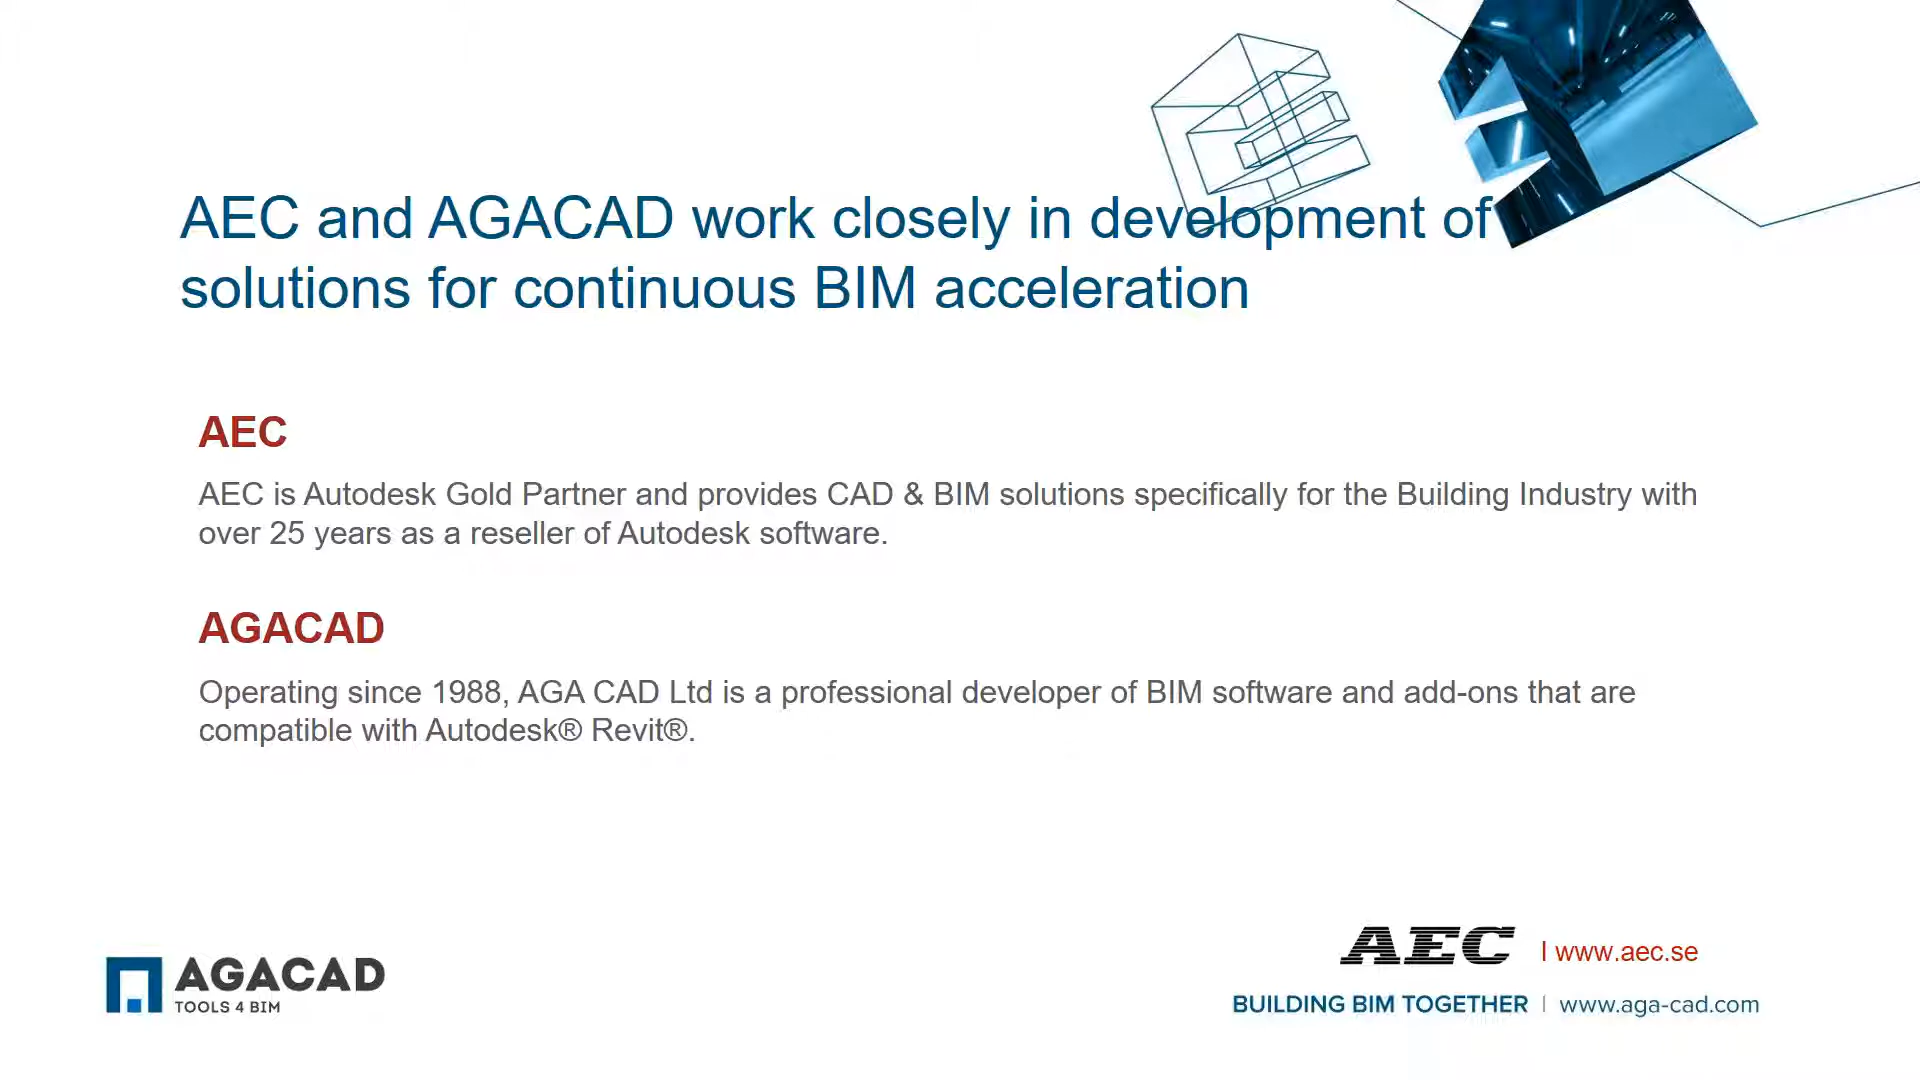 AEC and AGACAD work closely in development of
solutions for continuous BIM acceleration
AEC
AEC is Autodesk Gold Partner and provides CAD & BIM solutions specifically for the Building Industry with
over 25 years as a reseller of Autodesk software.
AGACAD
Operating since 1988, AGA CAD Ltd is a professional developer of BIM software and add-ons that are
compatible with Autodesk® Revit®.
AGACAD
TOOLS 4 BIM
AEC | www.aec.se
BUILDING BIM TOGETHER | www.aga-cad.com